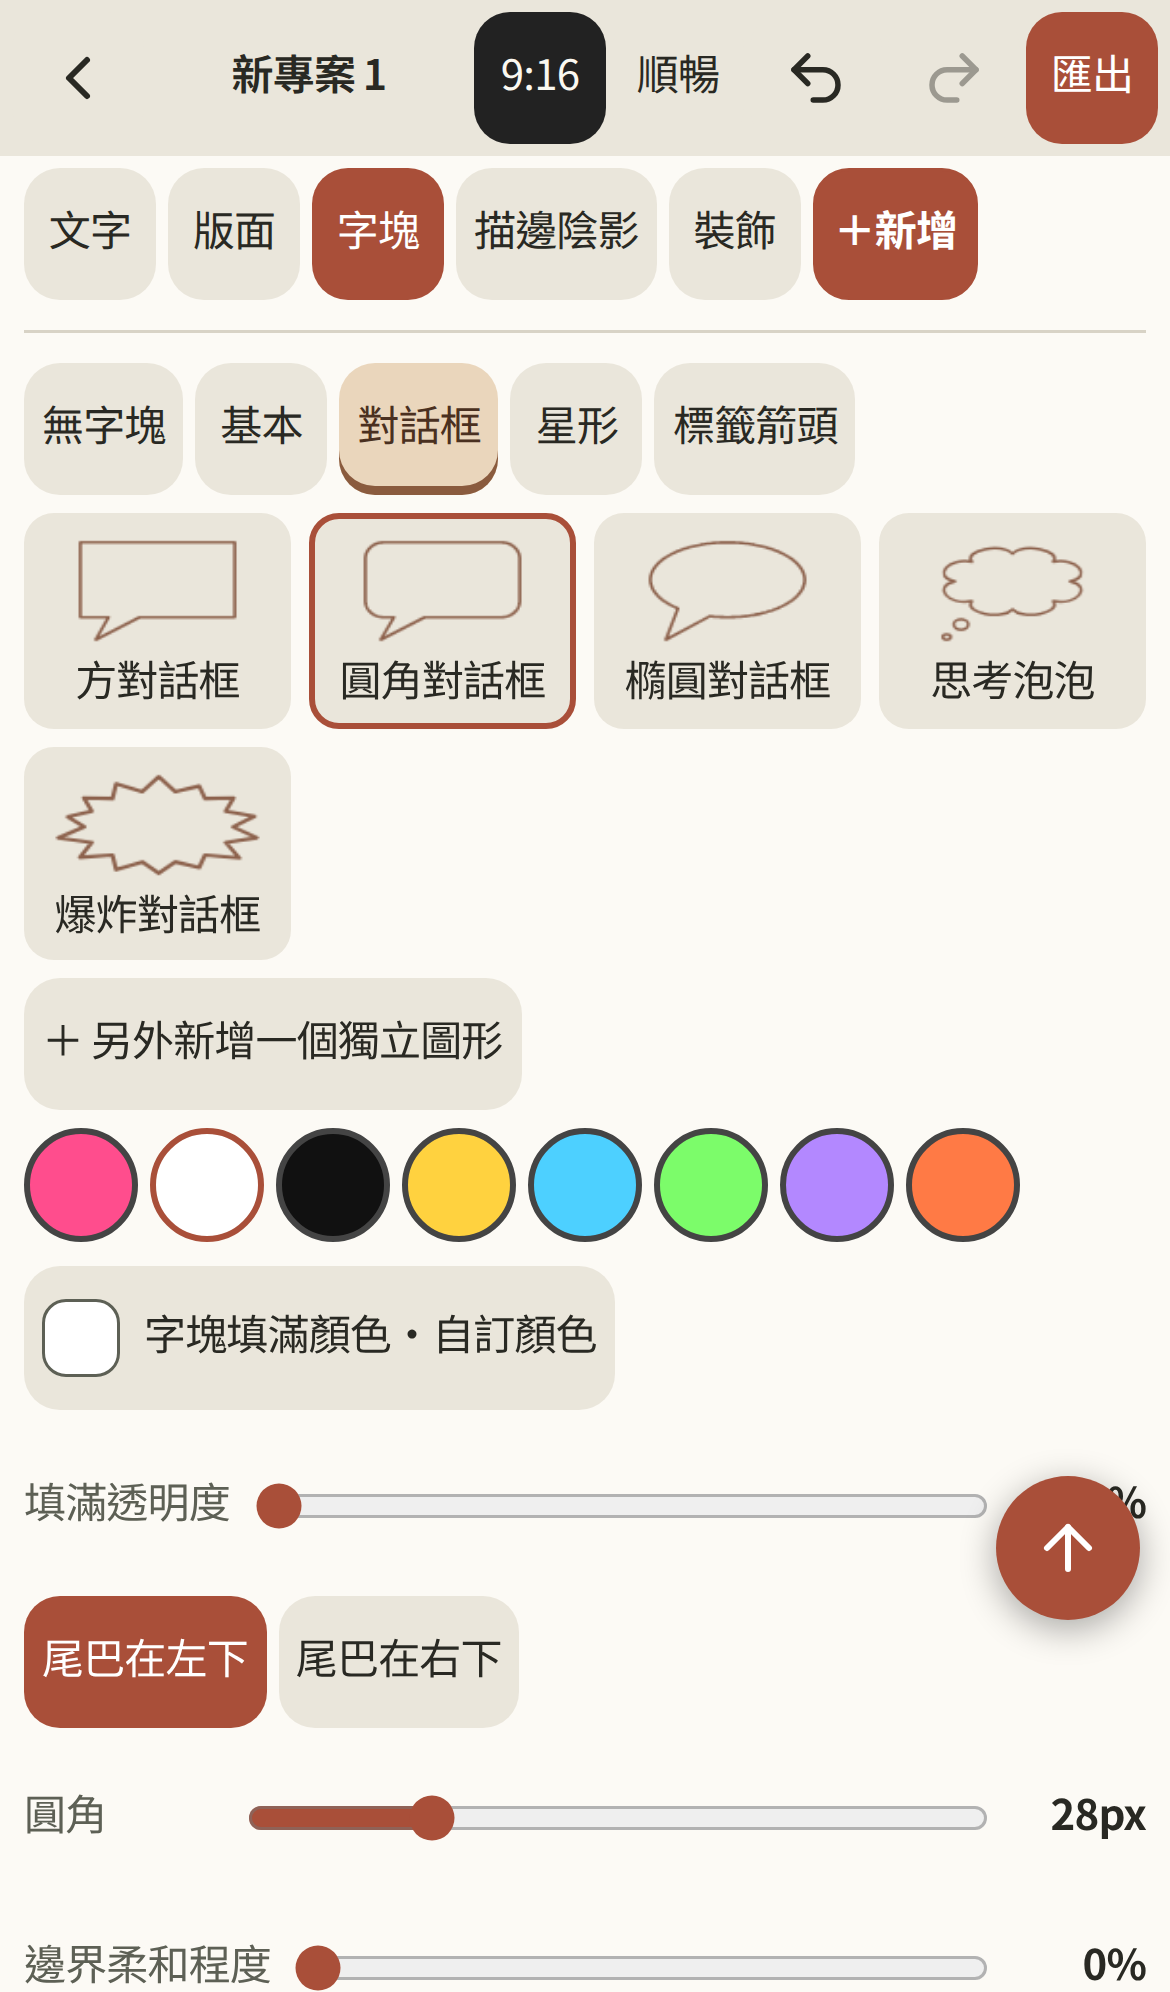 新專案 1 9:16 順暢 匯出
文字 版面 字塊 描邊陰影 裝飾 ＋新增
無字塊 基本 對話框 星形 標籤箭頭
方對話框 圓角對話框 橢圓對話框 思考泡泡
爆炸對話框
＋ 另外新增一個獨立圖形
字塊填滿顏色・自訂顏色
填滿透明度 %
尾巴在左下 尾巴在右下
圓角 28px
邊界柔和程度 0%